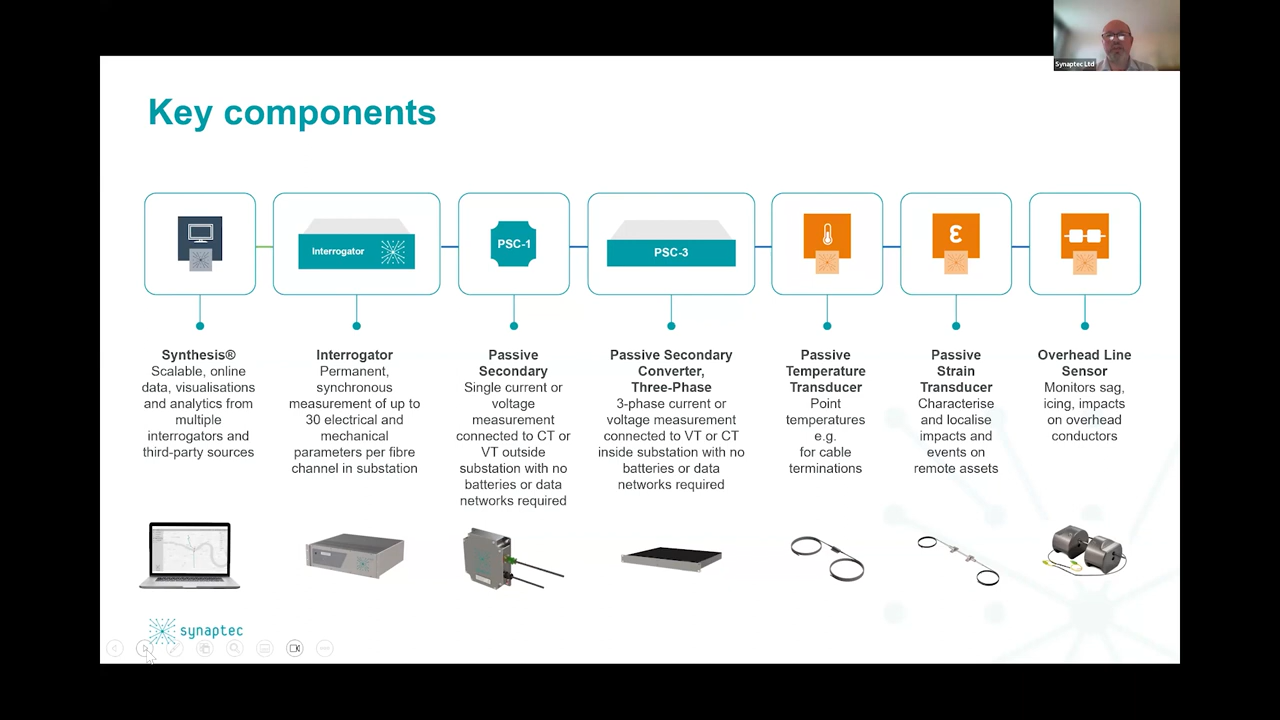 Synaptec Ltd
Key components
Interrogator
PSC-1
PSC-3
ε
Synthesis®
Scalable, online
data, visualisations
and analytics from
multiple
interrogators and
third-party sources
Interrogator
Permanent,
synchronous
measurement of up to
30 electrical and
mechanical
parameters per fibre
channel in substation
Passive
Secondary
Single current or
voltage
measurement
connected to CT or
VT outside
substation with no
batteries or data
networks required
Passive Secondary
Converter,
Three-Phase
3-phase current or
voltage measurement
connected to VT or CT
inside substation with no
batteries or data
networks required
Passive
Temperature
Transducer
Point
temperatures
e.g.
for cable
terminations
Passive
Strain
Transducer
Characterise
and localise
impacts and
events on
remote assets
Overhead Line
Sensor
Monitors sag,
icing, impacts
on overhead
conductors
synaptec